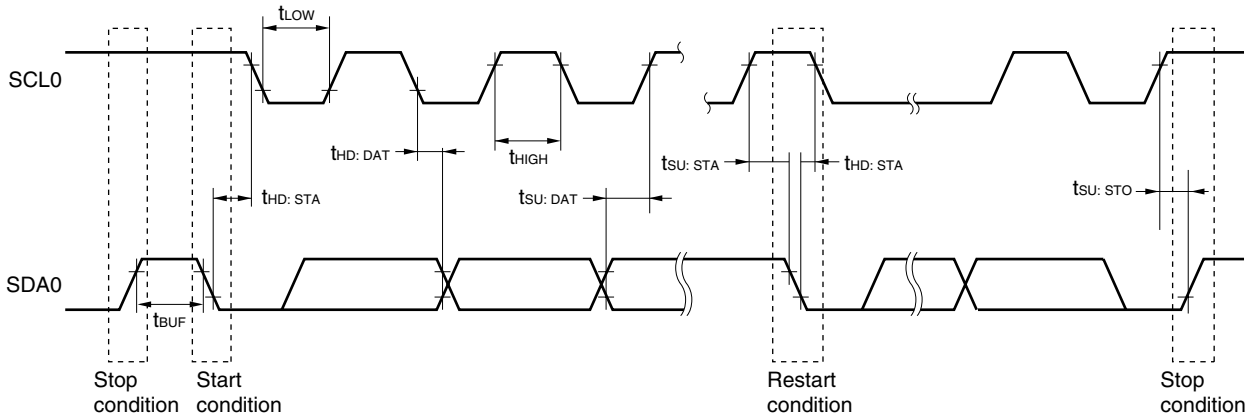 tLOW
SCL0
tHD: DAT
tHIGH
tSU: STA
tHD: STA
tHD: STA
tSU: DAT
tSU: STO
SDA0
tBUF
Stop
condition
Start
condition
Restart
condition
Stop
condition